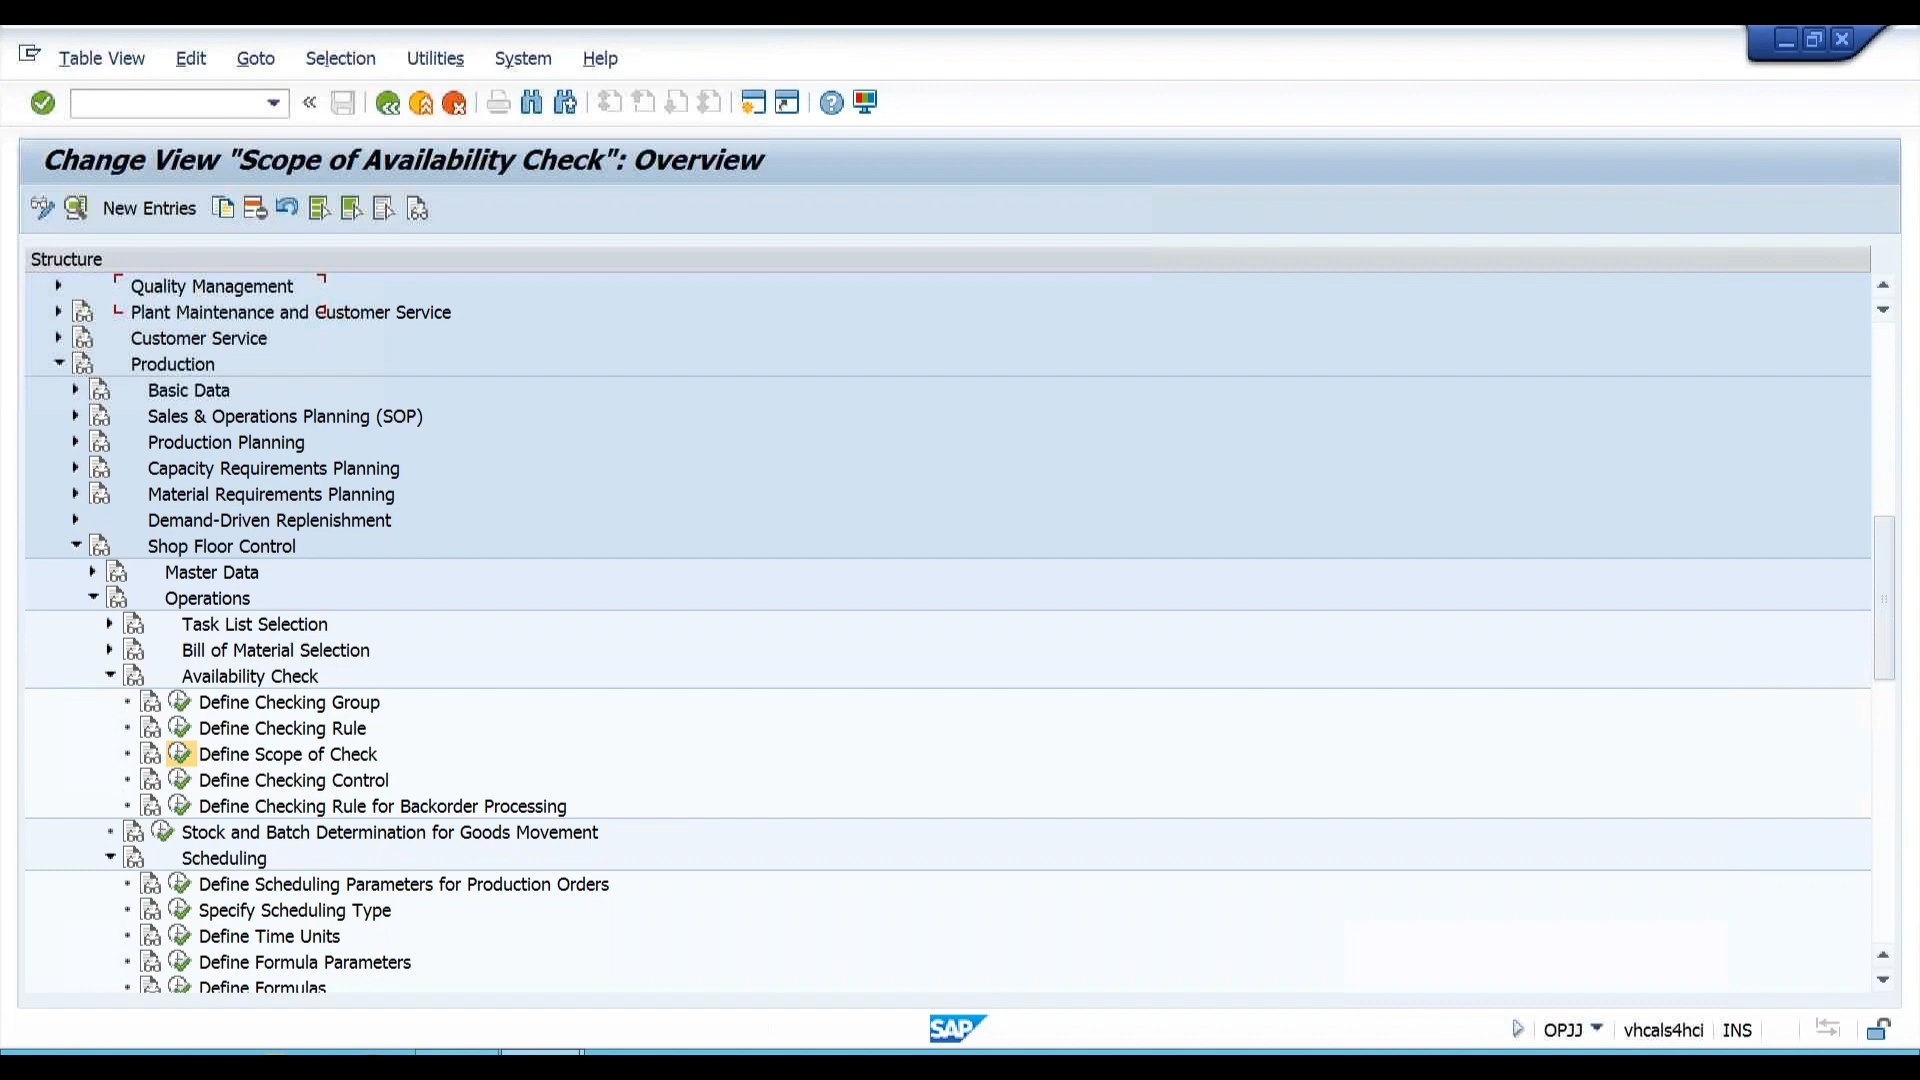 Table View Edit Goto Selection Utilities System Help
Change View "Scope of Availability Check": Overview
New Entries
Structure
Quality Management
Plant Maintenance and Customer Service
Customer Service
Production
Basic Data
Sales & Operations Planning (SOP)
Production Planning
Capacity Requirements Planning
Material Requirements Planning
Demand-Driven Replenishment
Shop Floor Control
Master Data
Operations
Task List Selection
Bill of Material Selection
Availability Check
Define Checking Group
Define Checking Rule
Define Scope of Check
Define Checking Control
Define Checking Rule for Backorder Processing
Stock and Batch Determination for Goods Movement
Scheduling
Define Scheduling Parameters for Production Orders
Specify Scheduling Type
Define Time Units
Define Formula Parameters
Define Formulas
SAP OPJJ vhcals4hci INS